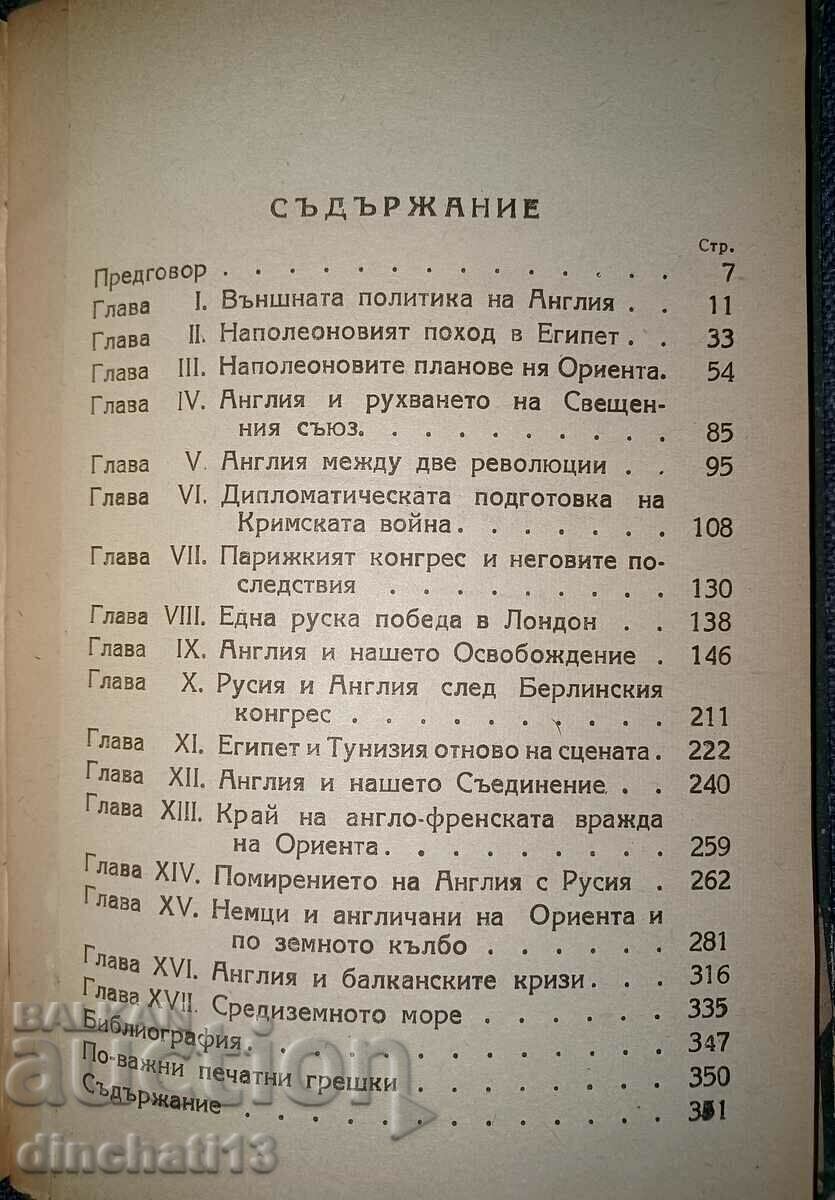 СЪДЪРЖАНИЕ
Стр.
Предговор . . . . . . . . . . . . . . 7
Глава I. Външната политика на Англия . . 11
Глава II. Наполеоновият поход в Египет . . 33
Глава III. Наполеоновите планове ня Ориента. 54
Глава IV. Англия и рухването на Свещен-
ния съюз. . . . . . . . . . 85
Глава V. Англия между две революции . . 95
Глава VI. Дипломатическата подготовка на
Кримската война. . . . . . . 108
Глава VII. Парижкият конгрес и неговите по-
следствия . . . . . . . . . 130
Глава VIII. Една руска победа в Лондон . . 138
Глава IX. Англия и нашето Освобождение . 146
Глава X. Русия и Англия след Берлинския
конгрес . . . . . . . . . . 211
Глава XI. Египет и Тунизия отново на сцената. 222
Глава XII. Англия и нашето Съединение. . . 240
Глава XIII. Край на англо-френската вражда
на Ориента. . . . . . . . . 259
Глава XIV. Помирението на Англия с Русия . 262
Глава XV. Немци и англичани на Ориента и
по земното кълбо . . . . . . 281
Глава XVI. Англия и балканските кризи. . . 316
Глава XVII. Средиземното море . . . . . . 335
Библиография. . . . . . . . . . . . . 347
По-важни печатни грешки . . . . . . . 350
Съдържание . . . . . . . . . . . . . 351
BALKAN
auction
dinchati13